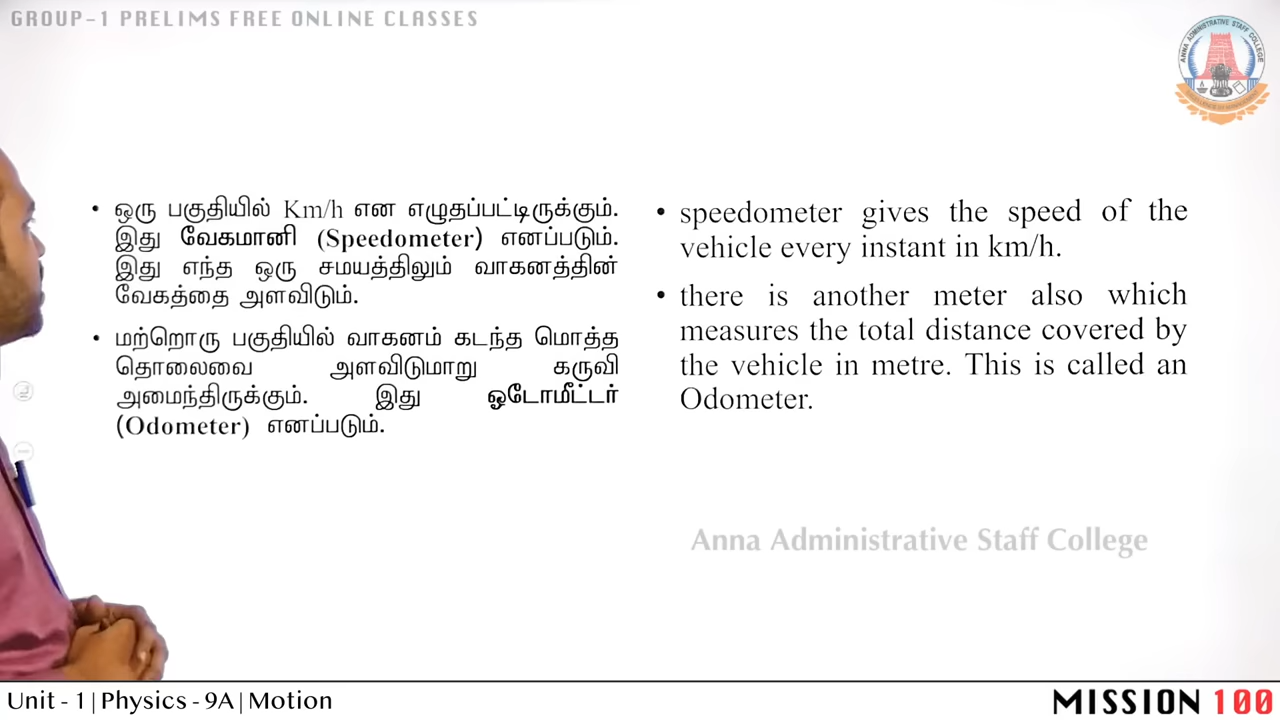 GROUP-1 PRELIMS FREE ONLINE CLASSES
ANNA ADMINISTRATIVE STAFF COLLEGE
• ஒரு பகுதியில் Km/h என எழுதப்பட்டிருக்கும்.
இது வேகமானி (Speedometer) எனப்படும்.
இது எந்த ஒரு சமயத்திலும் வாகனத்தின்
வேகத்தை அளவிடும்.
• மற்றொரு பகுதியில் வாகனம் கடந்த மொத்த
தொலைவை அளவிடுமாறு கருவி
அமைந்திருக்கும். இது ஓடோமீட்டர்
(Odometer) எனப்படும்.
• speedometer gives the speed of the
vehicle every instant in km/h.
• there is another meter also which
measures the total distance covered by
the vehicle in metre. This is called an
Odometer.
Anna Administrative Staff College
Unit - 1|Physics - 9A|Motion
MISSION 100